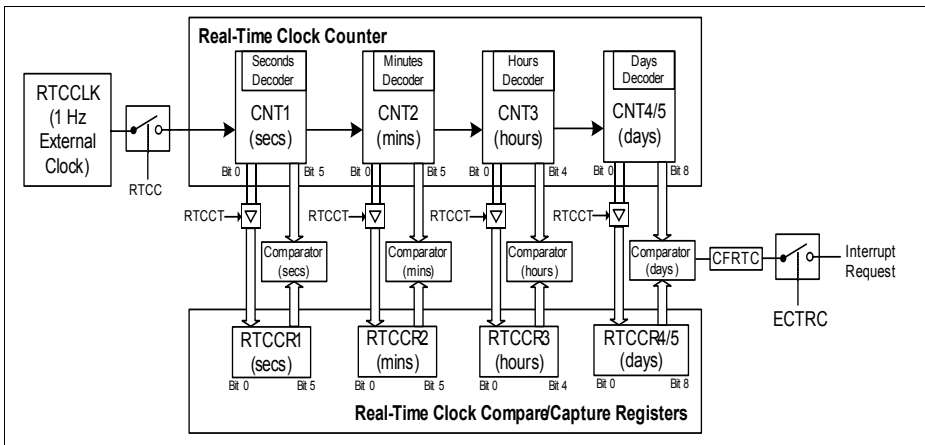 Real-Time Clock Counter
RTCCLK
(1 Hz
External
Clock)
RTCC
Seconds
Decoder
CNT1
(secs)
Minutes
Decoder
CNT2
(mins)
Hours
Decoder
CNT3
(hours)
Days
Decoder
CNT4/5
(days)
Bit 0
Bit 5
Bit 0
Bit 5
Bit 0
Bit 4
Bit 0
Bit 8
RTCCT
RTCCT
RTCCT
RTCCT
Comparator
(secs)
Comparator
(mins)
Comparator
(hours)
Comparator
(days)
CFRTC
Interrupt
Request
ECTRC
RTCCR1
(secs)
RTCCR2
(mins)
RTCCR3
(hours)
RTCCR4/5
(days)
Bit 0
Bit 5
Bit 0
Bit 5
Bit 0
Bit 4
Bit 0
Bit 8
Real-Time Clock Compare/Capture Registers